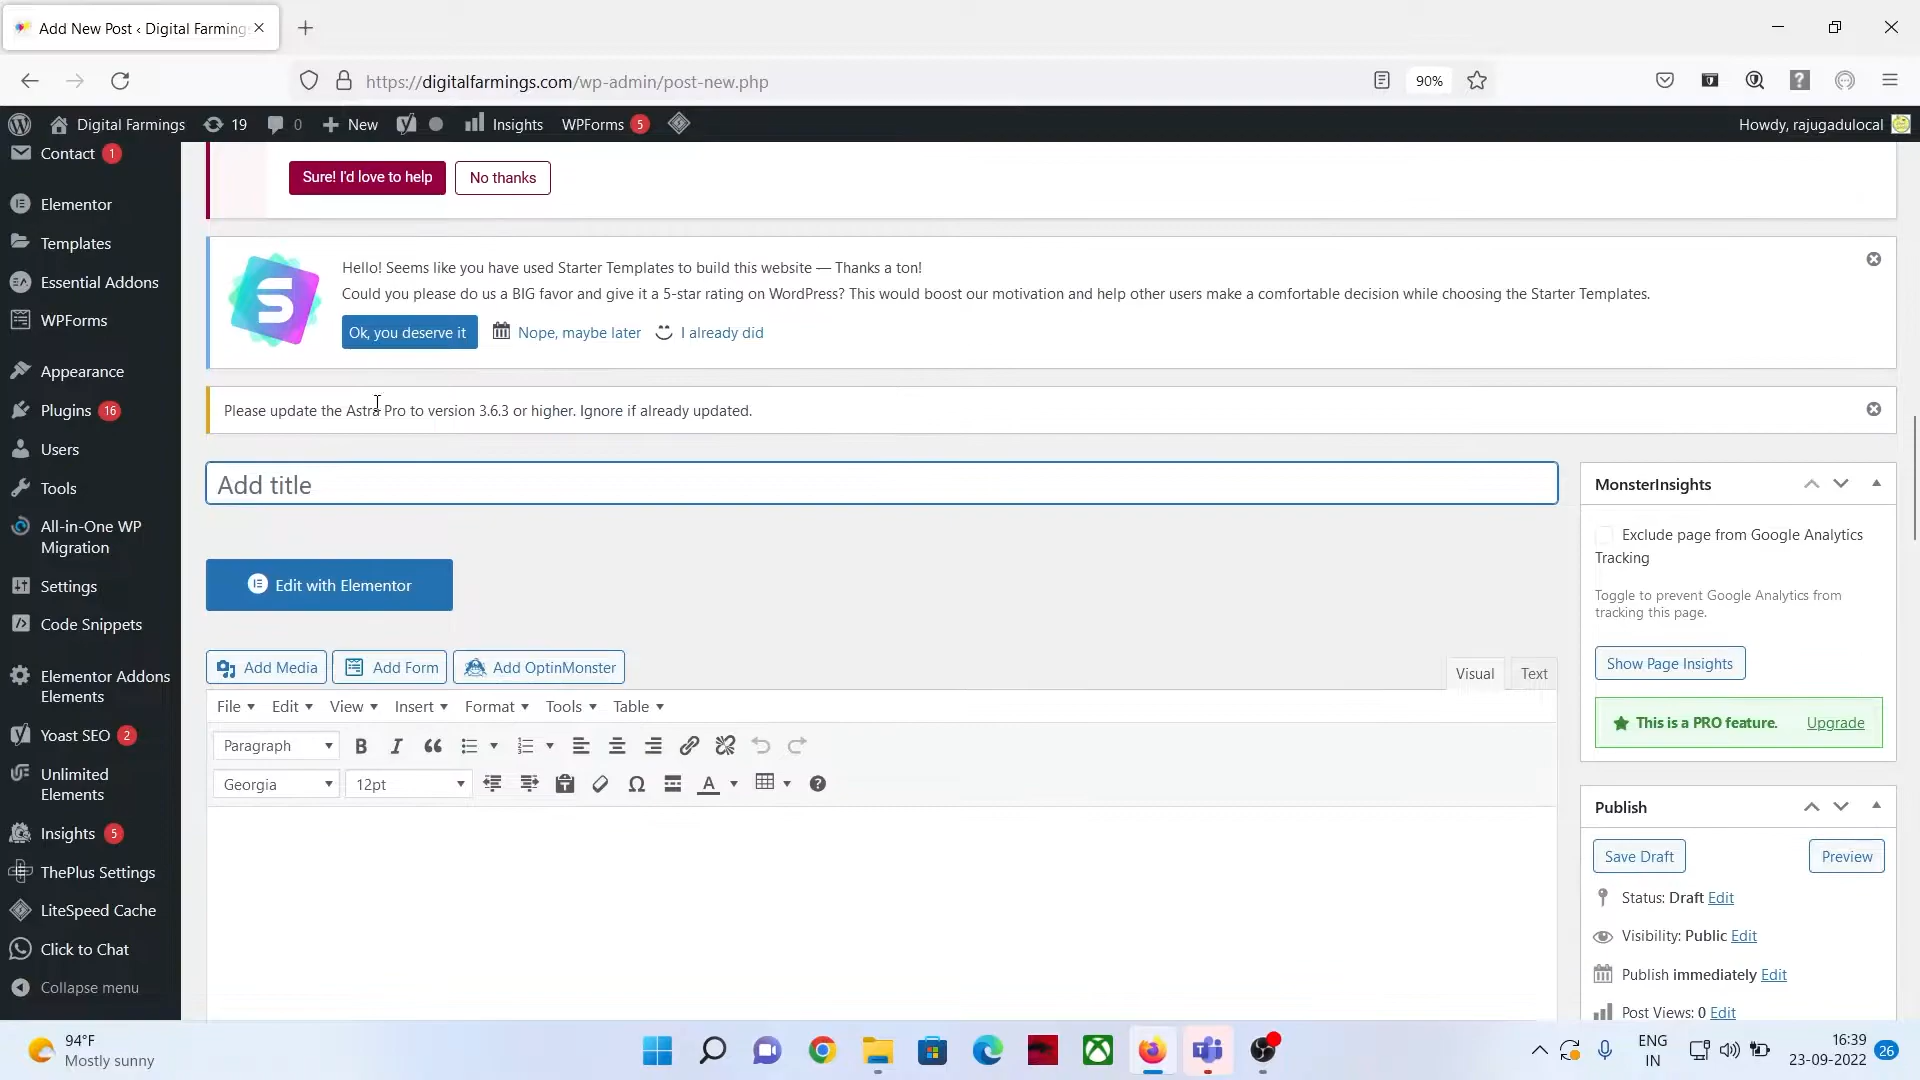 Add New Post ‹ Digital Farming
https://digitalfarmings.com/wp-admin/post-new.php
90%
Digital Farmings
19
0
New
Insights
WPForms
5
Howdy, rajugadulocal
Contact 1
Elementor
Templates
Essential Addons
WPForms
Appearance
Plugins 16
Users
Tools
All-in-One WP
Migration
Settings
Code Snippets
Elementor Addons
Elements
Yoast SEO 2
Unlimited
Elements
Insights 5
ThePlus Settings
LiteSpeed Cache
Click to Chat
Collapse menu
Sure! I'd love to help
No thanks
Hello! Seems like you have used Starter Templates to build this website — Thanks a ton!
Could you please do us a BIG favor and give it a 5-star rating on WordPress? This would boost our motivation and help other users make a comfortable decision while choosing the Starter Templates.
Ok, you deserve it
Nope, maybe later
I already did
Please update the Astra Pro to version 3.6.3 or higher. Ignore if already updated.
Add title
Edit with Elementor
Add Media
Add Form
Add OptinMonster
Visual
Text
File
Edit
View
Insert
Format
Tools
Table
Paragraph
Georgia
12pt
MonsterInsights
Exclude page from Google Analytics
Tracking
Toggle to prevent Google Analytics from
tracking this page.
Show Page Insights
This is a PRO feature.
Upgrade
Publish
Save Draft
Preview
Status: Draft Edit
Visibility: Public Edit
Publish immediately Edit
Post Views: 0 Edit
94°F
Mostly sunny
ENG
IN
16:39
23-09-2022
26